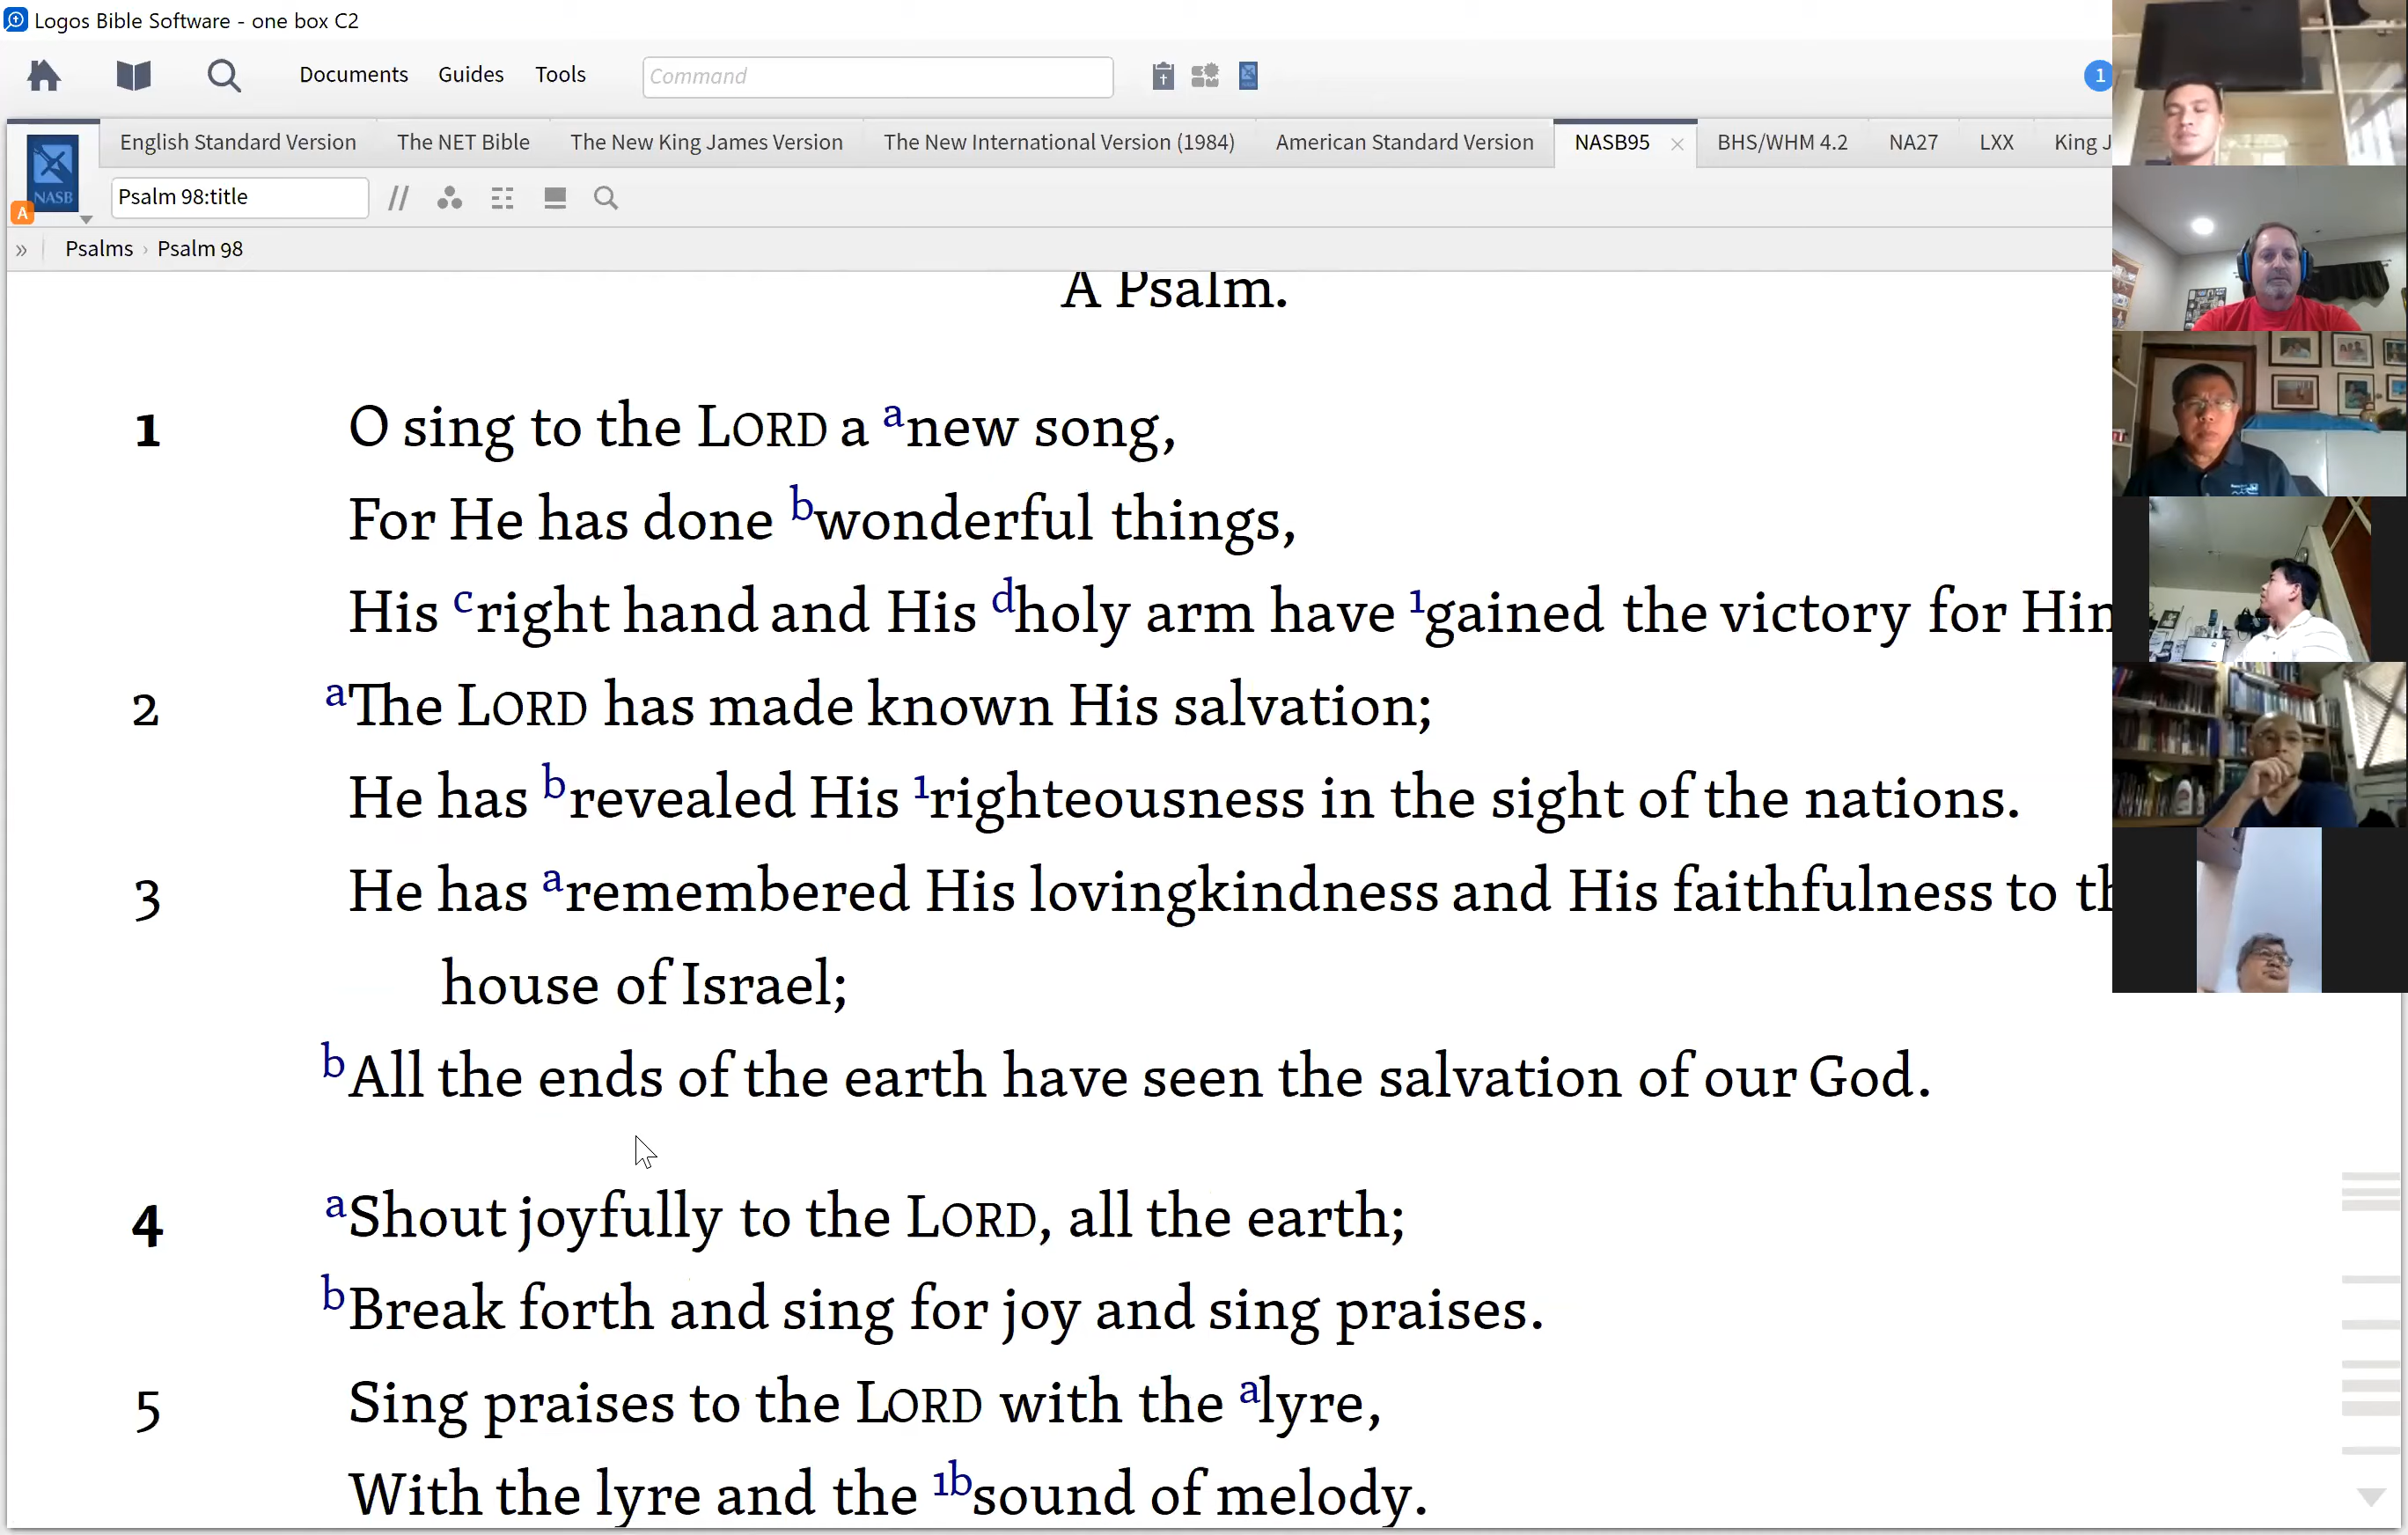 Logos Bible Software - one box C2
Documents Guides Tools Command 1
English Standard Version The NET Bible The New King James Version The New International Version (1984) American Standard Version NASB95 BHS/WHM 4.2 NA27 LXX King J
NASB
A
Psalm 98:title
» Psalms › Psalm 98
A Psalm.
1 O sing to the LORD a ᵃnew song,
For He has done ᵇwonderful things,
His ᶜright hand and His ᵈholy arm have ¹gained the victory for Him
2 ᵃThe LORD has made known His salvation;
He has ᵇrevealed His ¹righteousness in the sight of the nations.
3 He has ᵃremembered His lovingkindness and His faithfulness to th
house of Israel;
ᵇAll the ends of the earth have seen the salvation of our God.
4 ᵃShout joyfully to the LORD, all the earth;
ᵇBreak forth and sing for joy and sing praises.
5 Sing praises to the LORD with the ᵃlyre,
With the lyre and the ¹ᵇsound of melody.